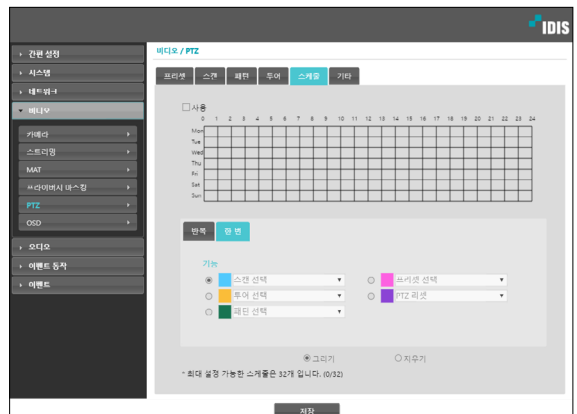 IDIS
비디오 / PTZ
간편 설정
시스템
네트워크
비디오
카메라
스트리밍
MAT
프라이버시 마스킹
PTZ
OSD
오디오
이벤트 동작
이벤트
프리셋 스캔 패턴 투어 스케줄 기타
사용
0 1 2 3 4 5 6 7 8 9 10 11 12 13 14 15 16 17 18 19 20 21 22 23 24
Mon
Tue
Wed
Thu
Fri
Sat
Sun
반복 한 번
기능
스캔 선택 프리셋 선택
투어 선택 PTZ 리셋
패턴 선택
그리기 지우기
* 최대 설정 가능한 스케줄은 32개 입니다. (0/32)
저장